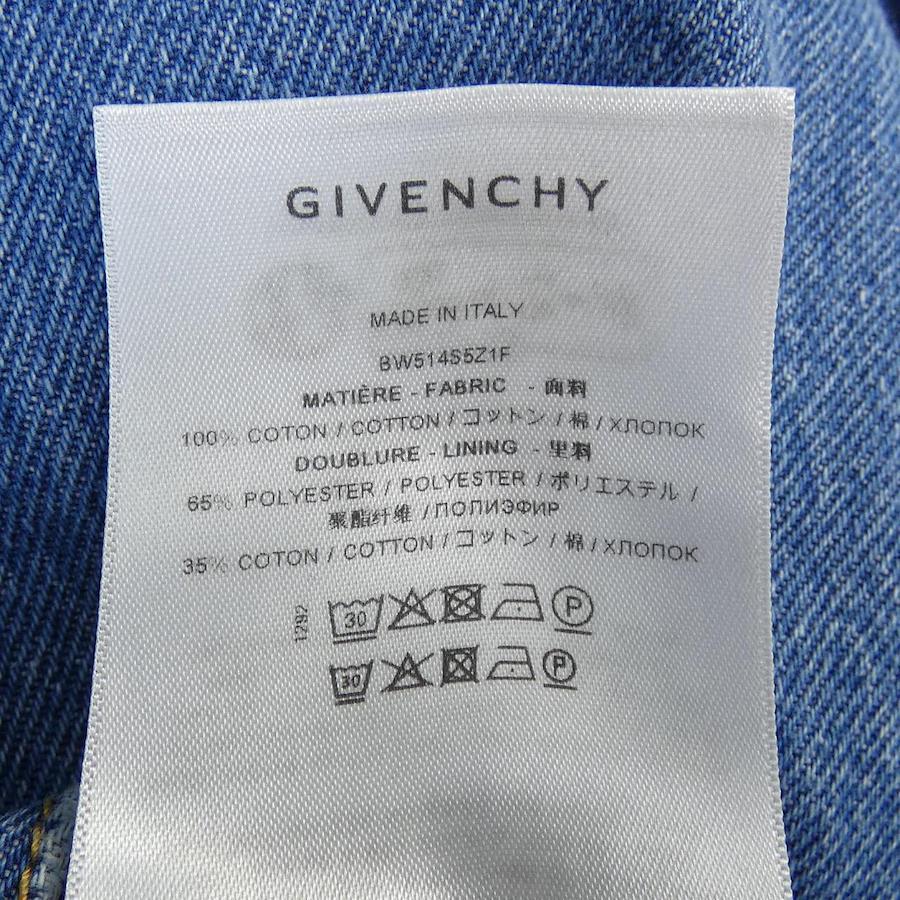 GIVENCHY
MADE IN ITALY
BW514S5Z1F
MATIÈRE - FABRIC - 面料
100% COTON / COTTON / コットン / 棉 / ХЛОПОК
DOUBLURE - LINING - 里料
65% POLYESTER / POLYESTER / ポリエステル /
聚酯纤维 / ПОЛИЭФИР
35% COTON / COTTON / コットン / 棉 / ХЛОПОК
1292
30 P
30 P